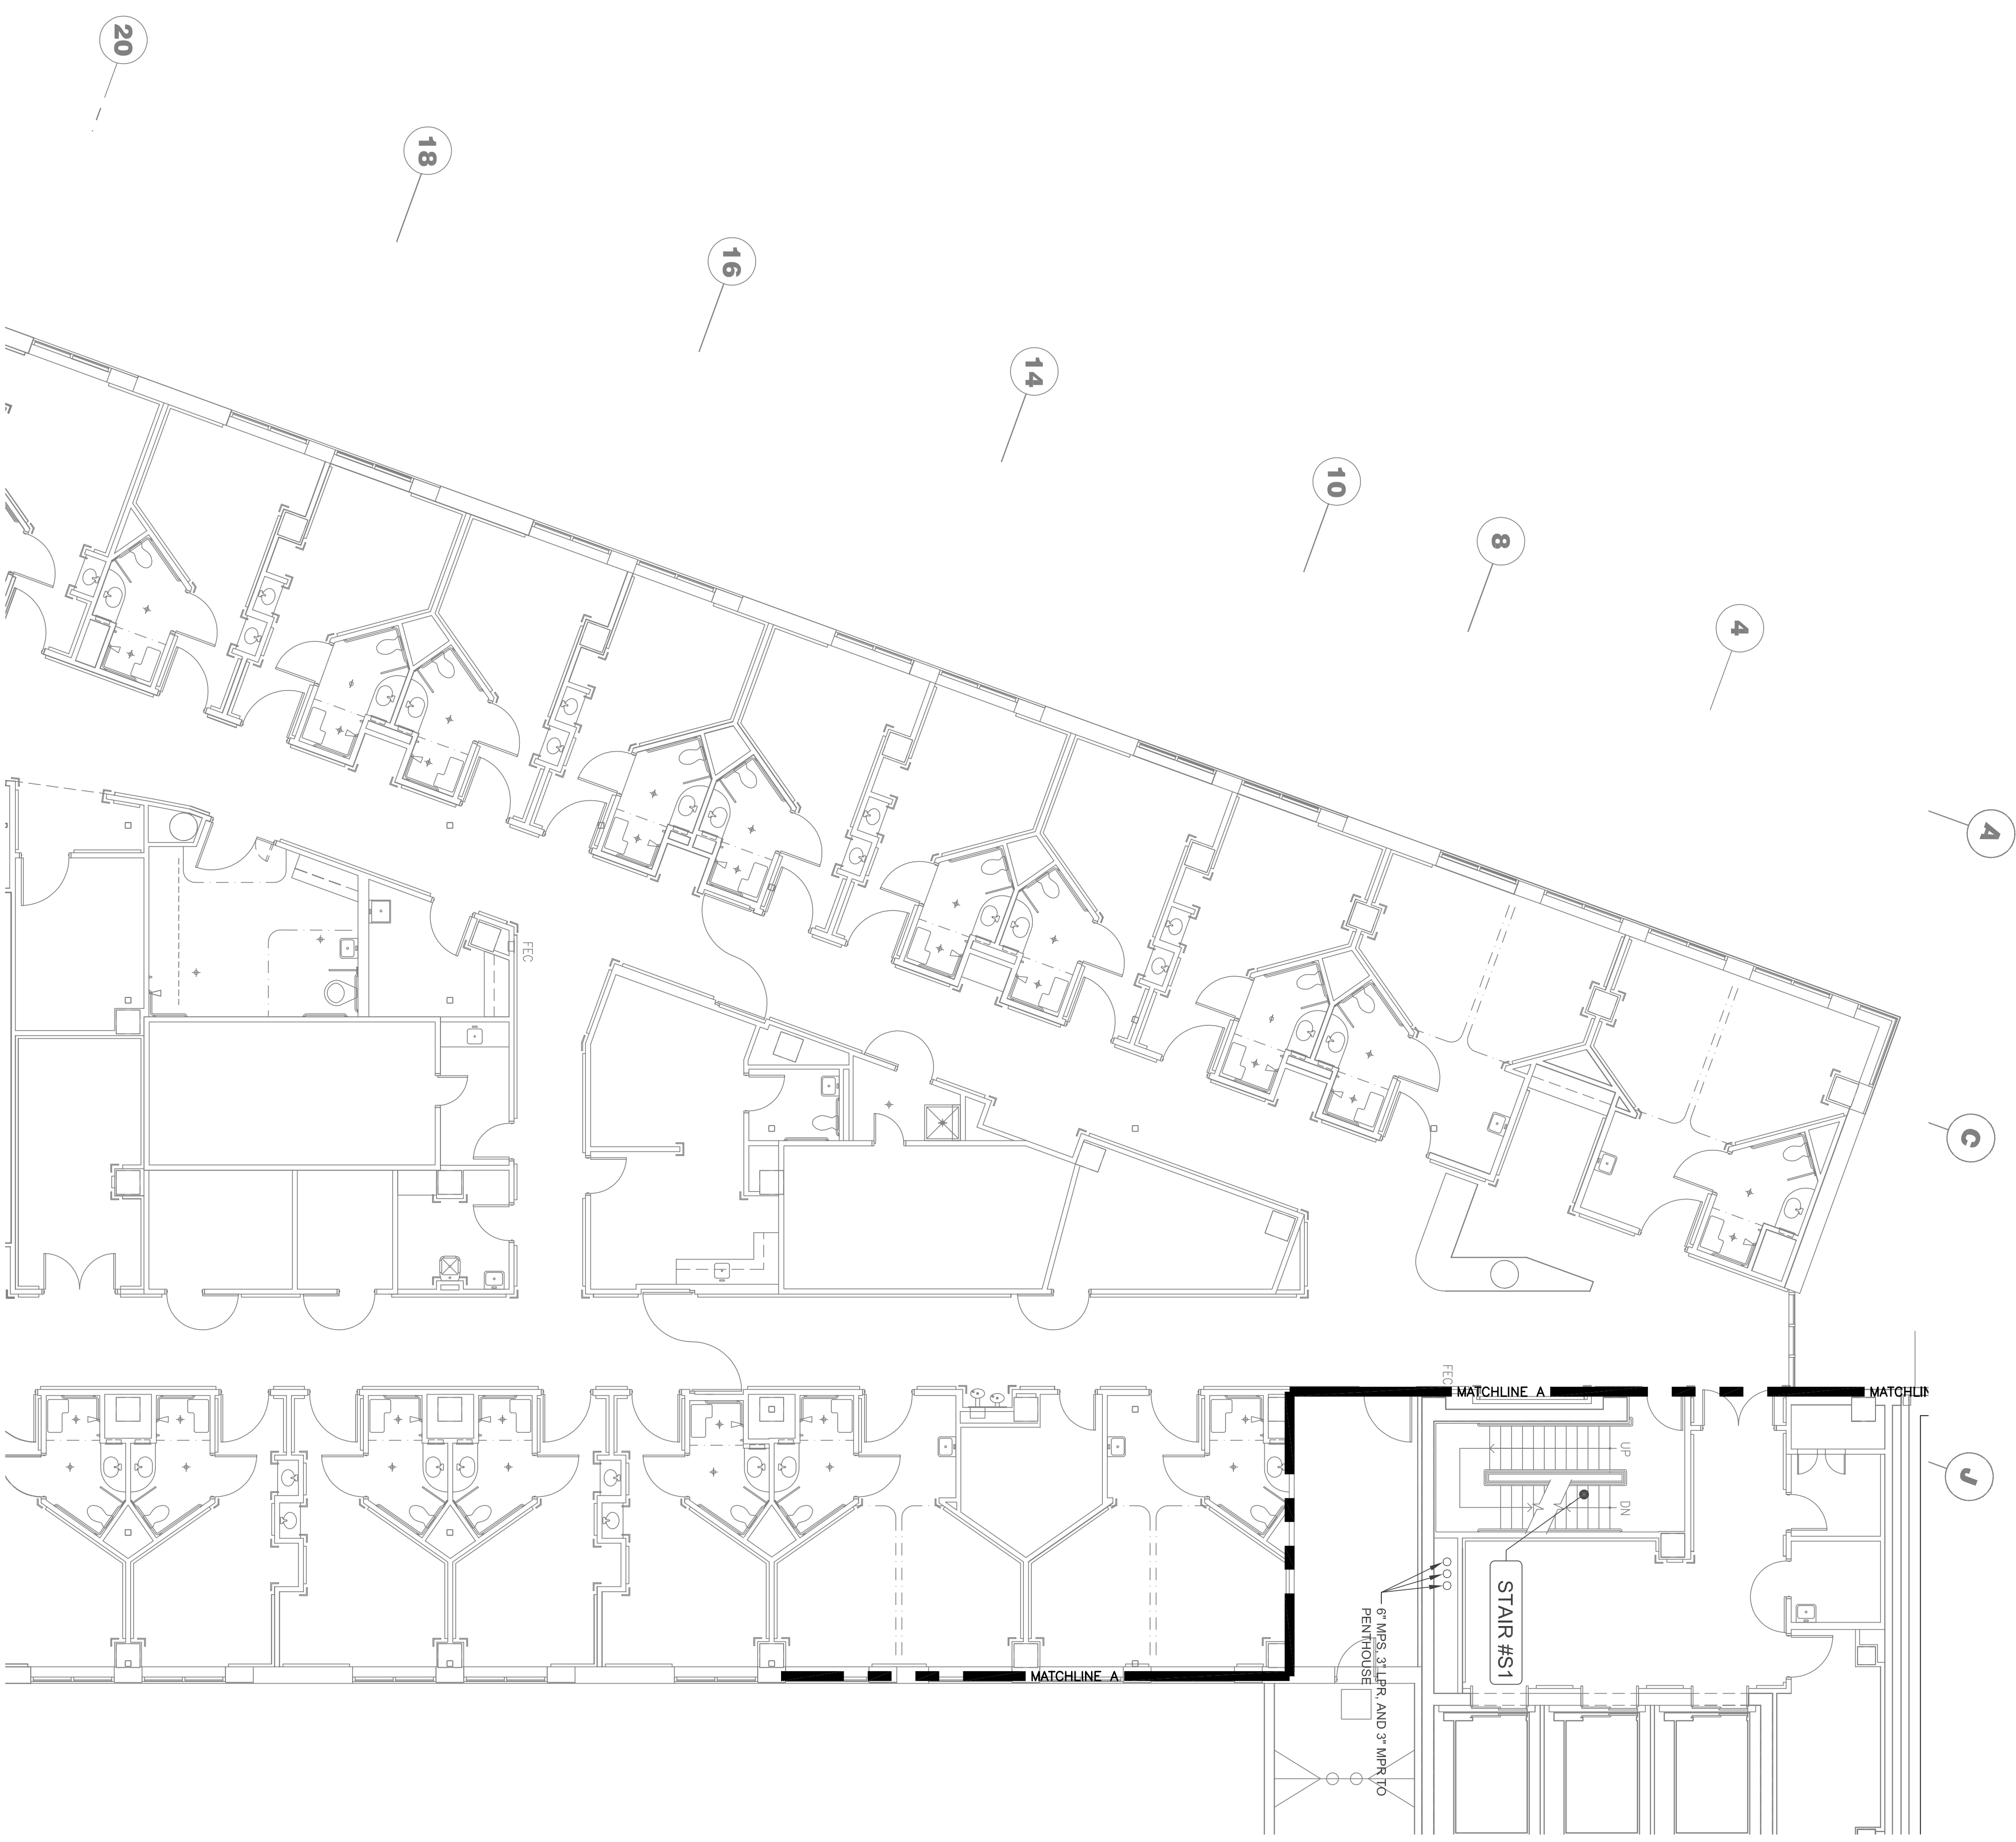 20
18
16
14
10
8
4
A
C
J
FEC
FEC
MATCHLINE A
MATCHLIN
UP
DN
STAIR #S1
6" MPS 3" LPR, AND 3" MPR TO
PENTHOUSE
MATCHLINE A